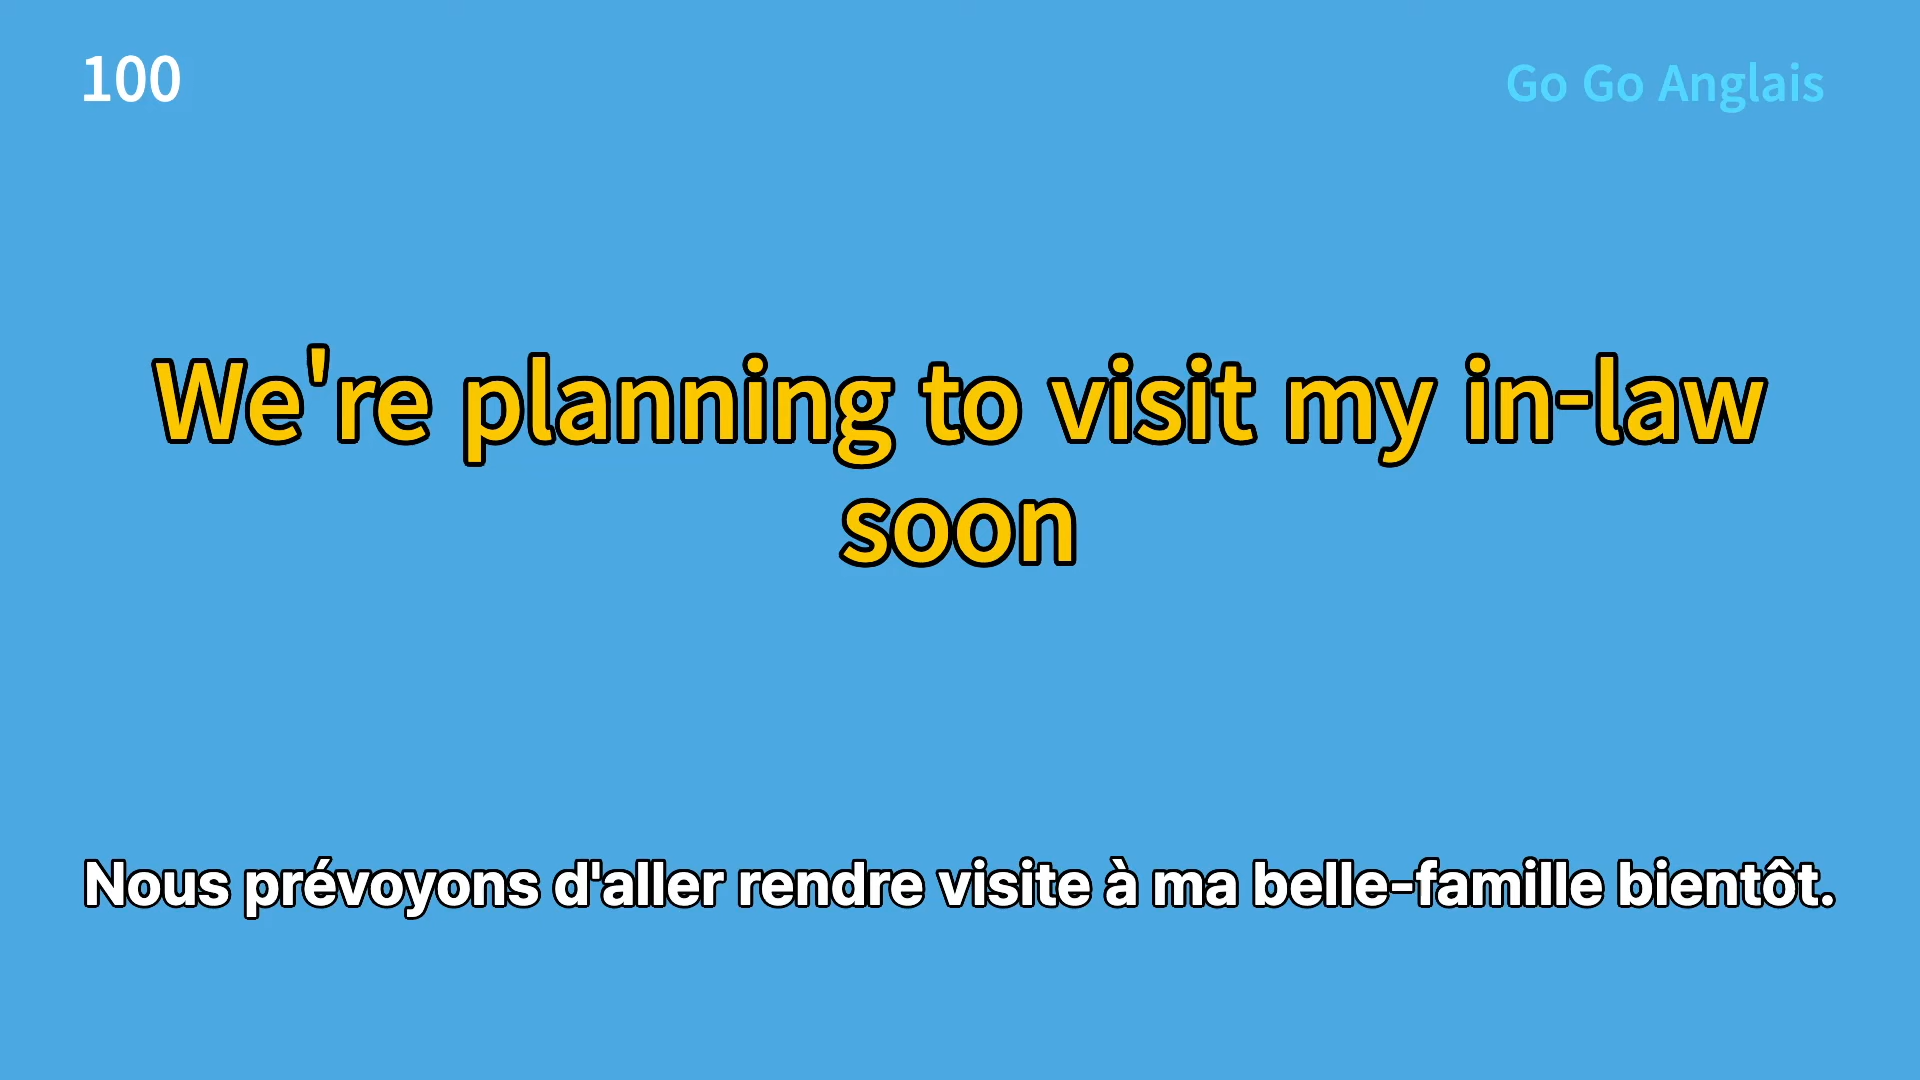 100
Go Go Anglais
We're planning to visit my in-law
soon
Nous prévoyons d'aller rendre visite à ma belle-famille bientôt.